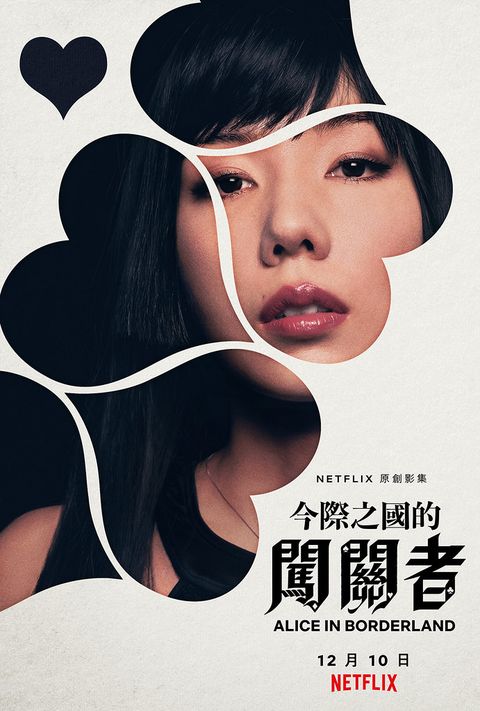 NETFLIX 原創影集
今際之國的
闖關者
ALICE IN BORDERLAND
12 月 10 日
NETFLIX